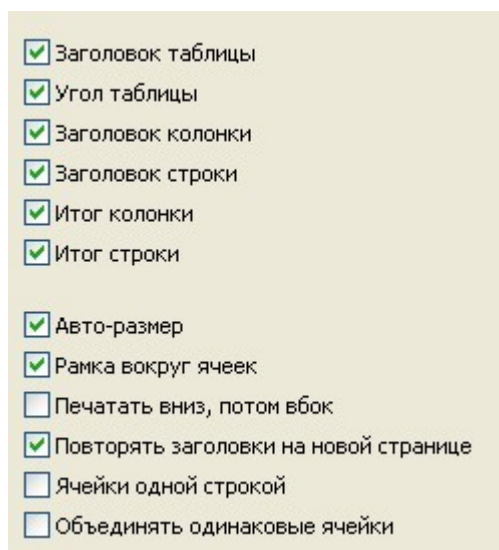 Заголовок таблицы
Угол таблицы
Заголовок колонки
Заголовок строки
Итог колонки
Итог строки
Авто-размер
Рамка вокруг ячеек
Печатать вниз, потом вбок
Повторять заголовки на новой странице
Ячейки одной строкой
Объединять одинаковые ячейки